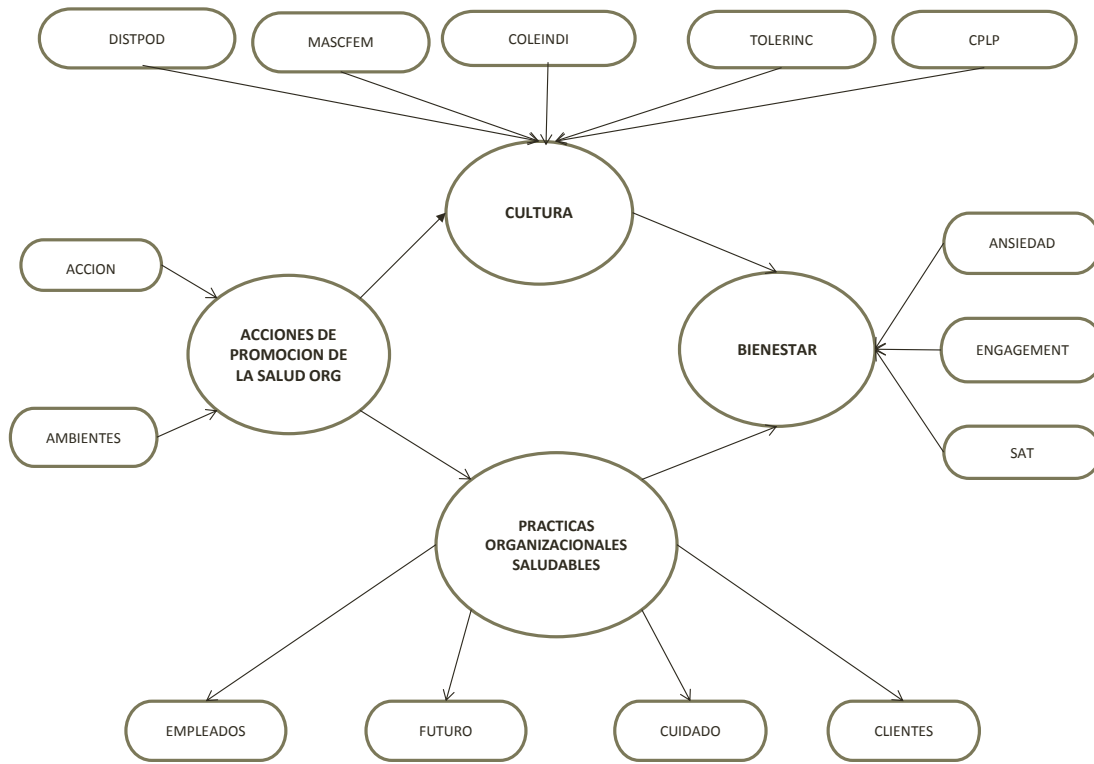 DISTPOD
MASCFEM
COLEINDI
TOLERINC
CPLP
CULTURA
ACCION
ANSIEDAD
ACCIONES DE
PROMOCION DE
LA SALUD ORG
BIENESTAR
ENGAGEMENT
AMBIENTES
SAT
PRACTICAS
ORGANIZACIONALES
SALUDABLES
EMPLEADOS
FUTURO
CUIDADO
CLIENTES